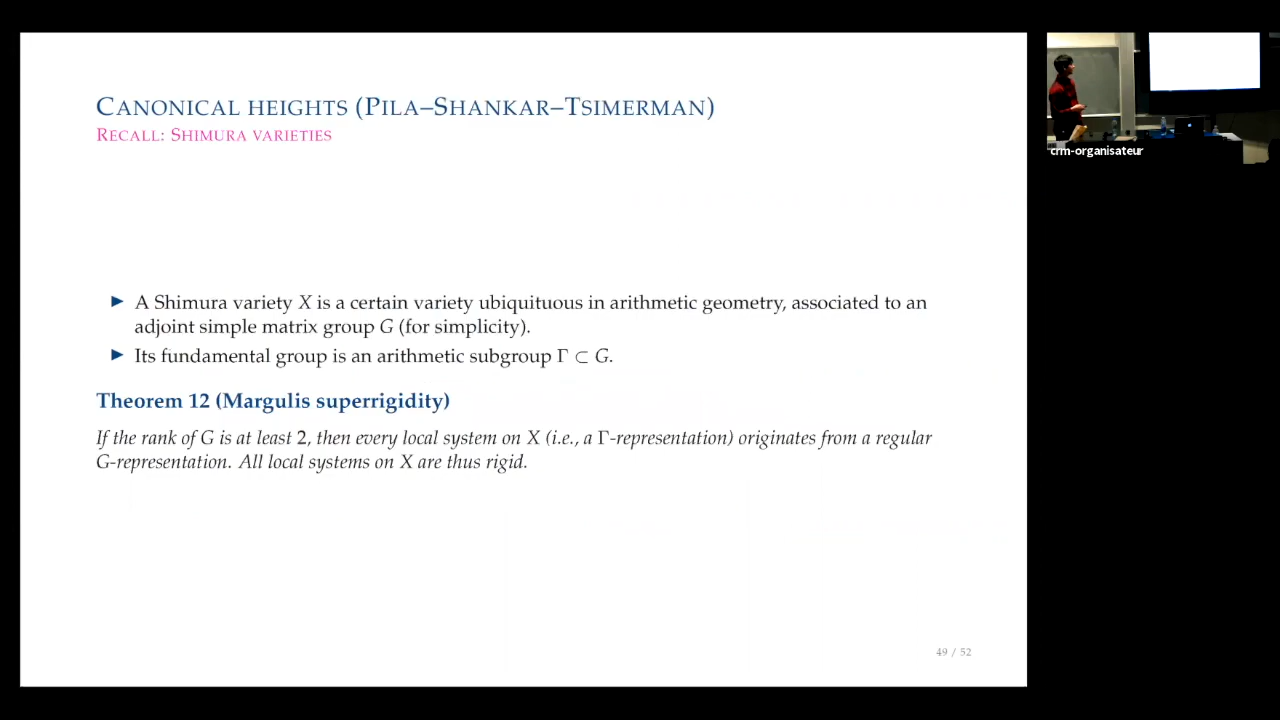 CANONICAL HEIGHTS (PILA–SHANKAR–TSIMERMAN)
RECALL: SHIMURA VARIETIES
▶ A Shimura variety X is a certain variety ubiquituous in arithmetic geometry, associated to an
adjoint simple matrix group G (for simplicity).
▶ Its fundamental group is an arithmetic subgroup Γ ⊂ G.
Theorem 12 (Margulis superrigidity)
If the rank of G is at least 2, then every local system on X (i.e., a Γ-representation) originates from a regular
G-representation. All local systems on X are thus rigid.
49 / 52
crm-organisateur